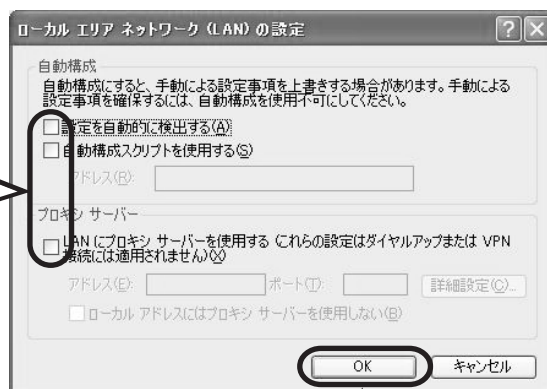 ローカル エリア ネットワーク (LAN) の設定
自動構成
自動構成にすると、手動による設定事項を上書きする場合があります。手動による
設定事項を確保するには、自動構成を使用不可にしてください。
設定を自動的に検出する(A)
自動構成スクリプトを使用する(S)
アドレス(R):
プロキシ サーバー
LAN にプロキシ サーバーを使用する (これらの設定はダイヤルアップまたは VPN
接続には適用されません)(X)
アドレス(E): ポート(T): 詳細設定(C)...
ローカル アドレスにはプロキシ サーバーを使用しない(B)
OK キャンセル